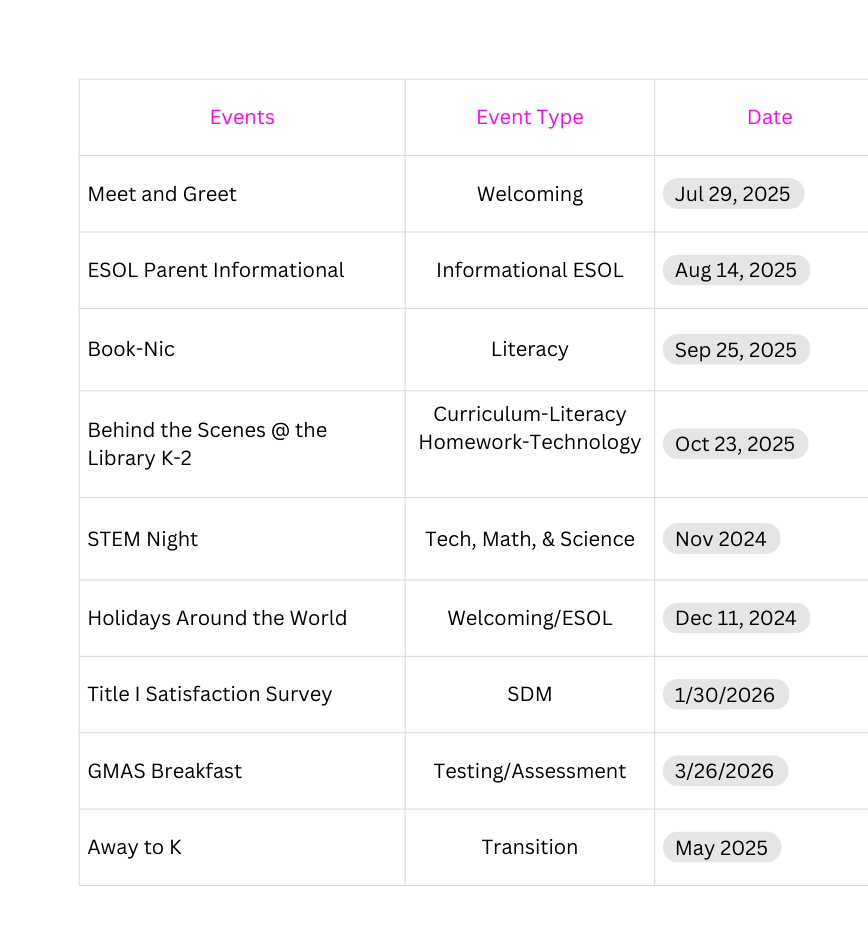 Events Event Type Date
Meet and Greet Welcoming Jul 29, 2025
ESOL Parent Informational Informational ESOL Aug 14, 2025
Book-Nic Literacy Sep 25, 2025
Behind the Scenes @ the
Library K-2
Curriculum-Literacy
Homework-Technology
Oct 23, 2025
STEM Night Tech, Math, & Science Nov 2024
Holidays Around the World Welcoming/ESOL Dec 11, 2024
Title I Satisfaction Survey SDM 1/30/2026
GMAS Breakfast Testing/Assessment 3/26/2026
Away to K Transition May 2025